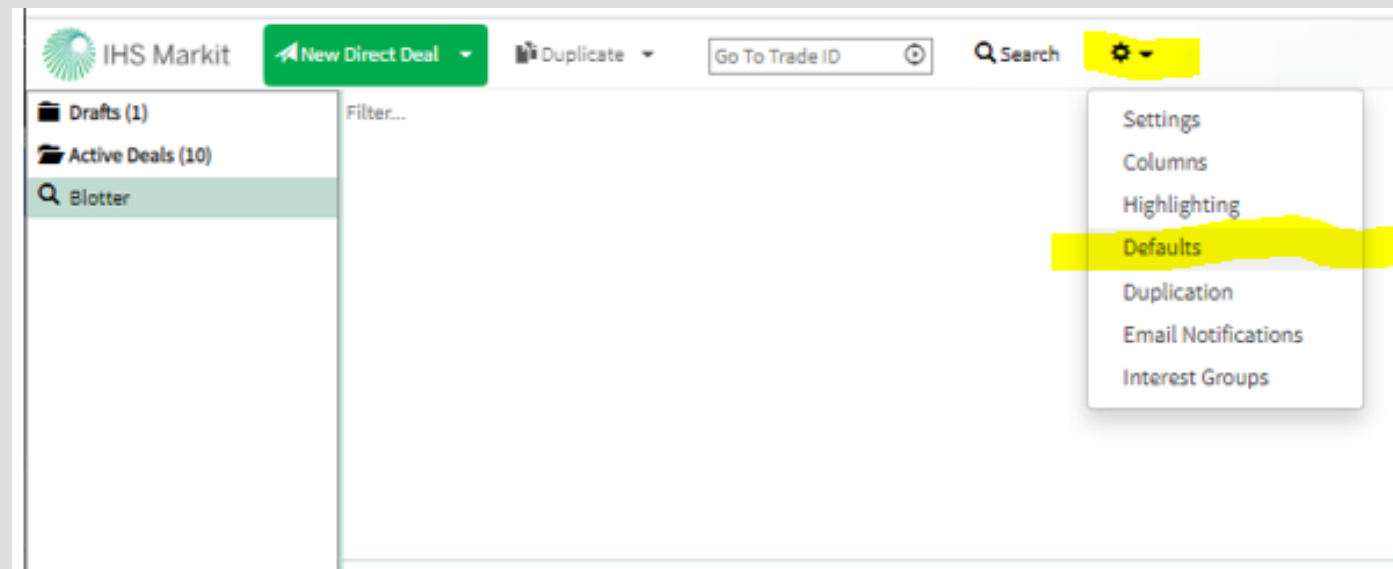 IHS Markit New Direct Deal Duplicate Go To Trade ID Search
Drafts (1)
Active Deals (10)
Blotter
Filter...
Settings
Columns
Highlighting
Defaults
Duplication
Email Notifications
Interest Groups